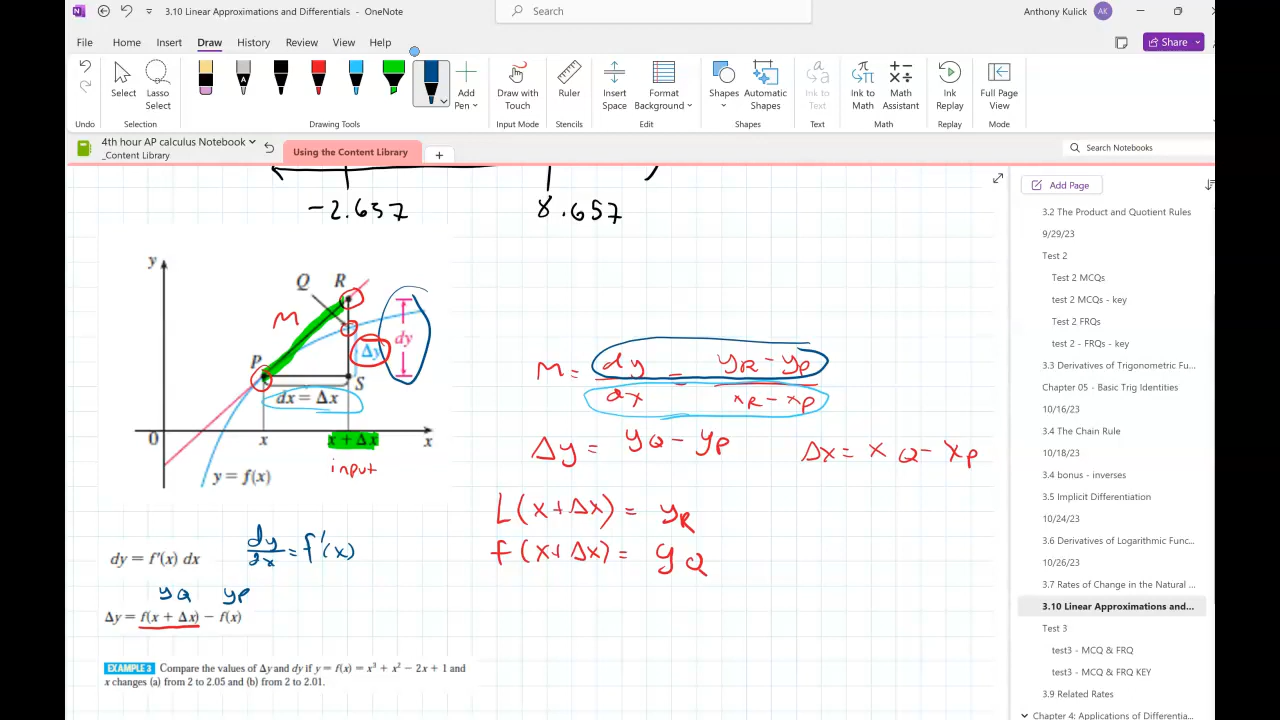 3.10 Linear Approximations and Differentials - OneNote
Search
Anthony Kulick
AK
File Home Insert Draw History Review View Help
Share
Undo
Select
Lasso Select
Add Pen
Draw with Touch
Ruler
Insert Space
Format Background
Shapes
Automatic Shapes
Ink to Text
Ink to Math
Math Assistant
Ink Replay
Full Page View
Undo
Selection
Drawing Tools
Input Mode
Stencils
Edit
Shapes
Text
Math
Replay
Mode
4th hour AP calculus Notebook
_Content Library
Using the Content Library
Search Notebooks
-2.657
8.657
y
Q
R
M
dy
Δy
P
S
dx = Δx
0
x
x + Δx
x
input
y = f(x)
M = dy/dx = yR - yP / xR - xP
Δy = yQ - yP
Δx = xQ - xP
L(x+Δx) = yR
f(x+Δx) = yQ
dy = f'(x) dx
dy/dx = f'(x)
yQ yP
Δy = f(x + Δx) − f(x)
EXAMPLE 3 Compare the values of Δy and dy if y = f(x) = x³ + x² − 2x + 1 and
x changes (a) from 2 to 2.05 and (b) from 2 to 2.01.
Add Page
3.2 The Product and Quotient Rules
9/29/23
Test 2
Test 2 MCQs
test 2 MCQs - key
Test 2 FRQs
test 2 - FRQs - key
3.3 Derivatives of Trigonometric Fu...
Chapter 05 - Basic Trig Identities
10/16/23
3.4 The Chain Rule
10/18/23
3.4 bonus - inverses
3.5 Implicit Differentiation
10/24/23
3.6 Derivatives of Logarithmic Func...
10/26/23
3.7 Rates of Change in the Natural ...
3.10 Linear Approximations and...
Test 3
test3 - MCQ & FRQ
test3 - MCQ & FRQ KEY
3.9 Related Rates
Chapter 4: Applications of Differentia...